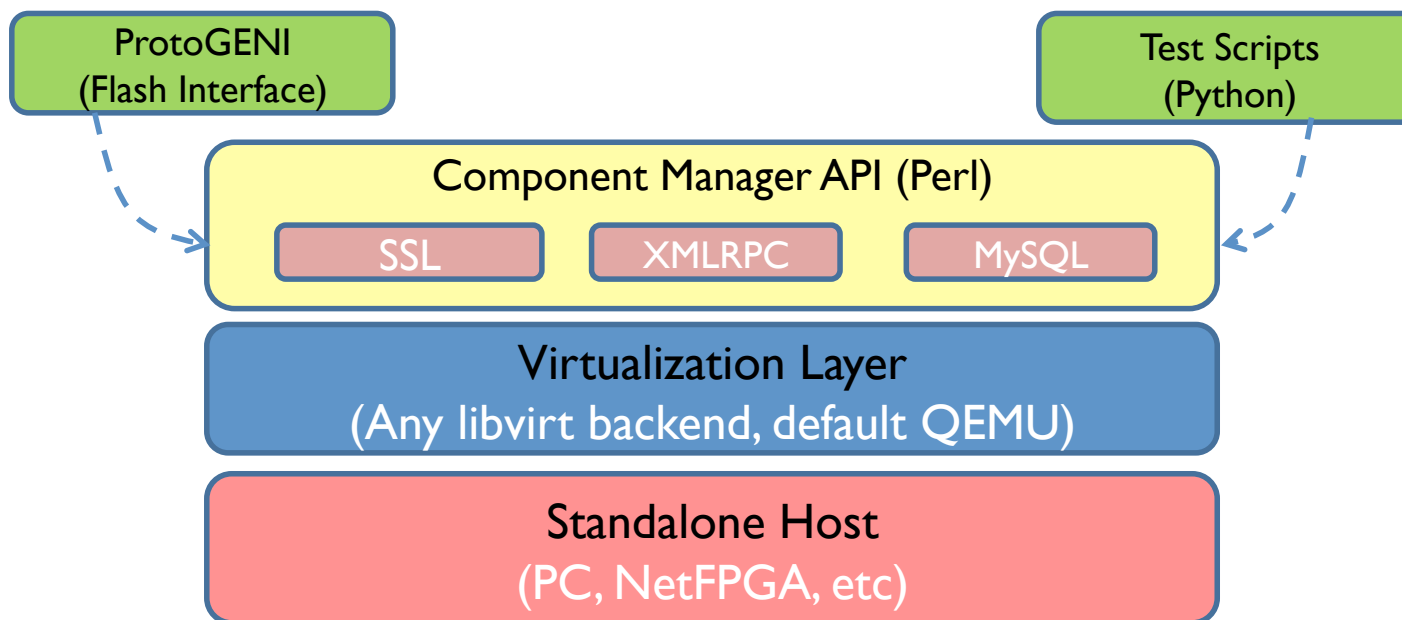 ProtoGENI
(Flash Interface)
Test Scripts
(Python)
Component Manager API (Perl)
SSL
XMLRPC
MySQL
Virtualization Layer
(Any libvirt backend, default QEMU)
Standalone Host
(PC, NetFPGA, etc)